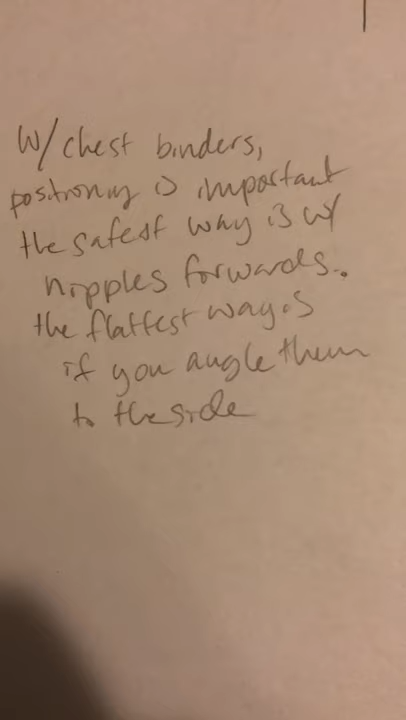 W/ chest binders,
positioning is important
the safest way is w/
nipples forwards..
the flattest way is
if you angle them
to the side